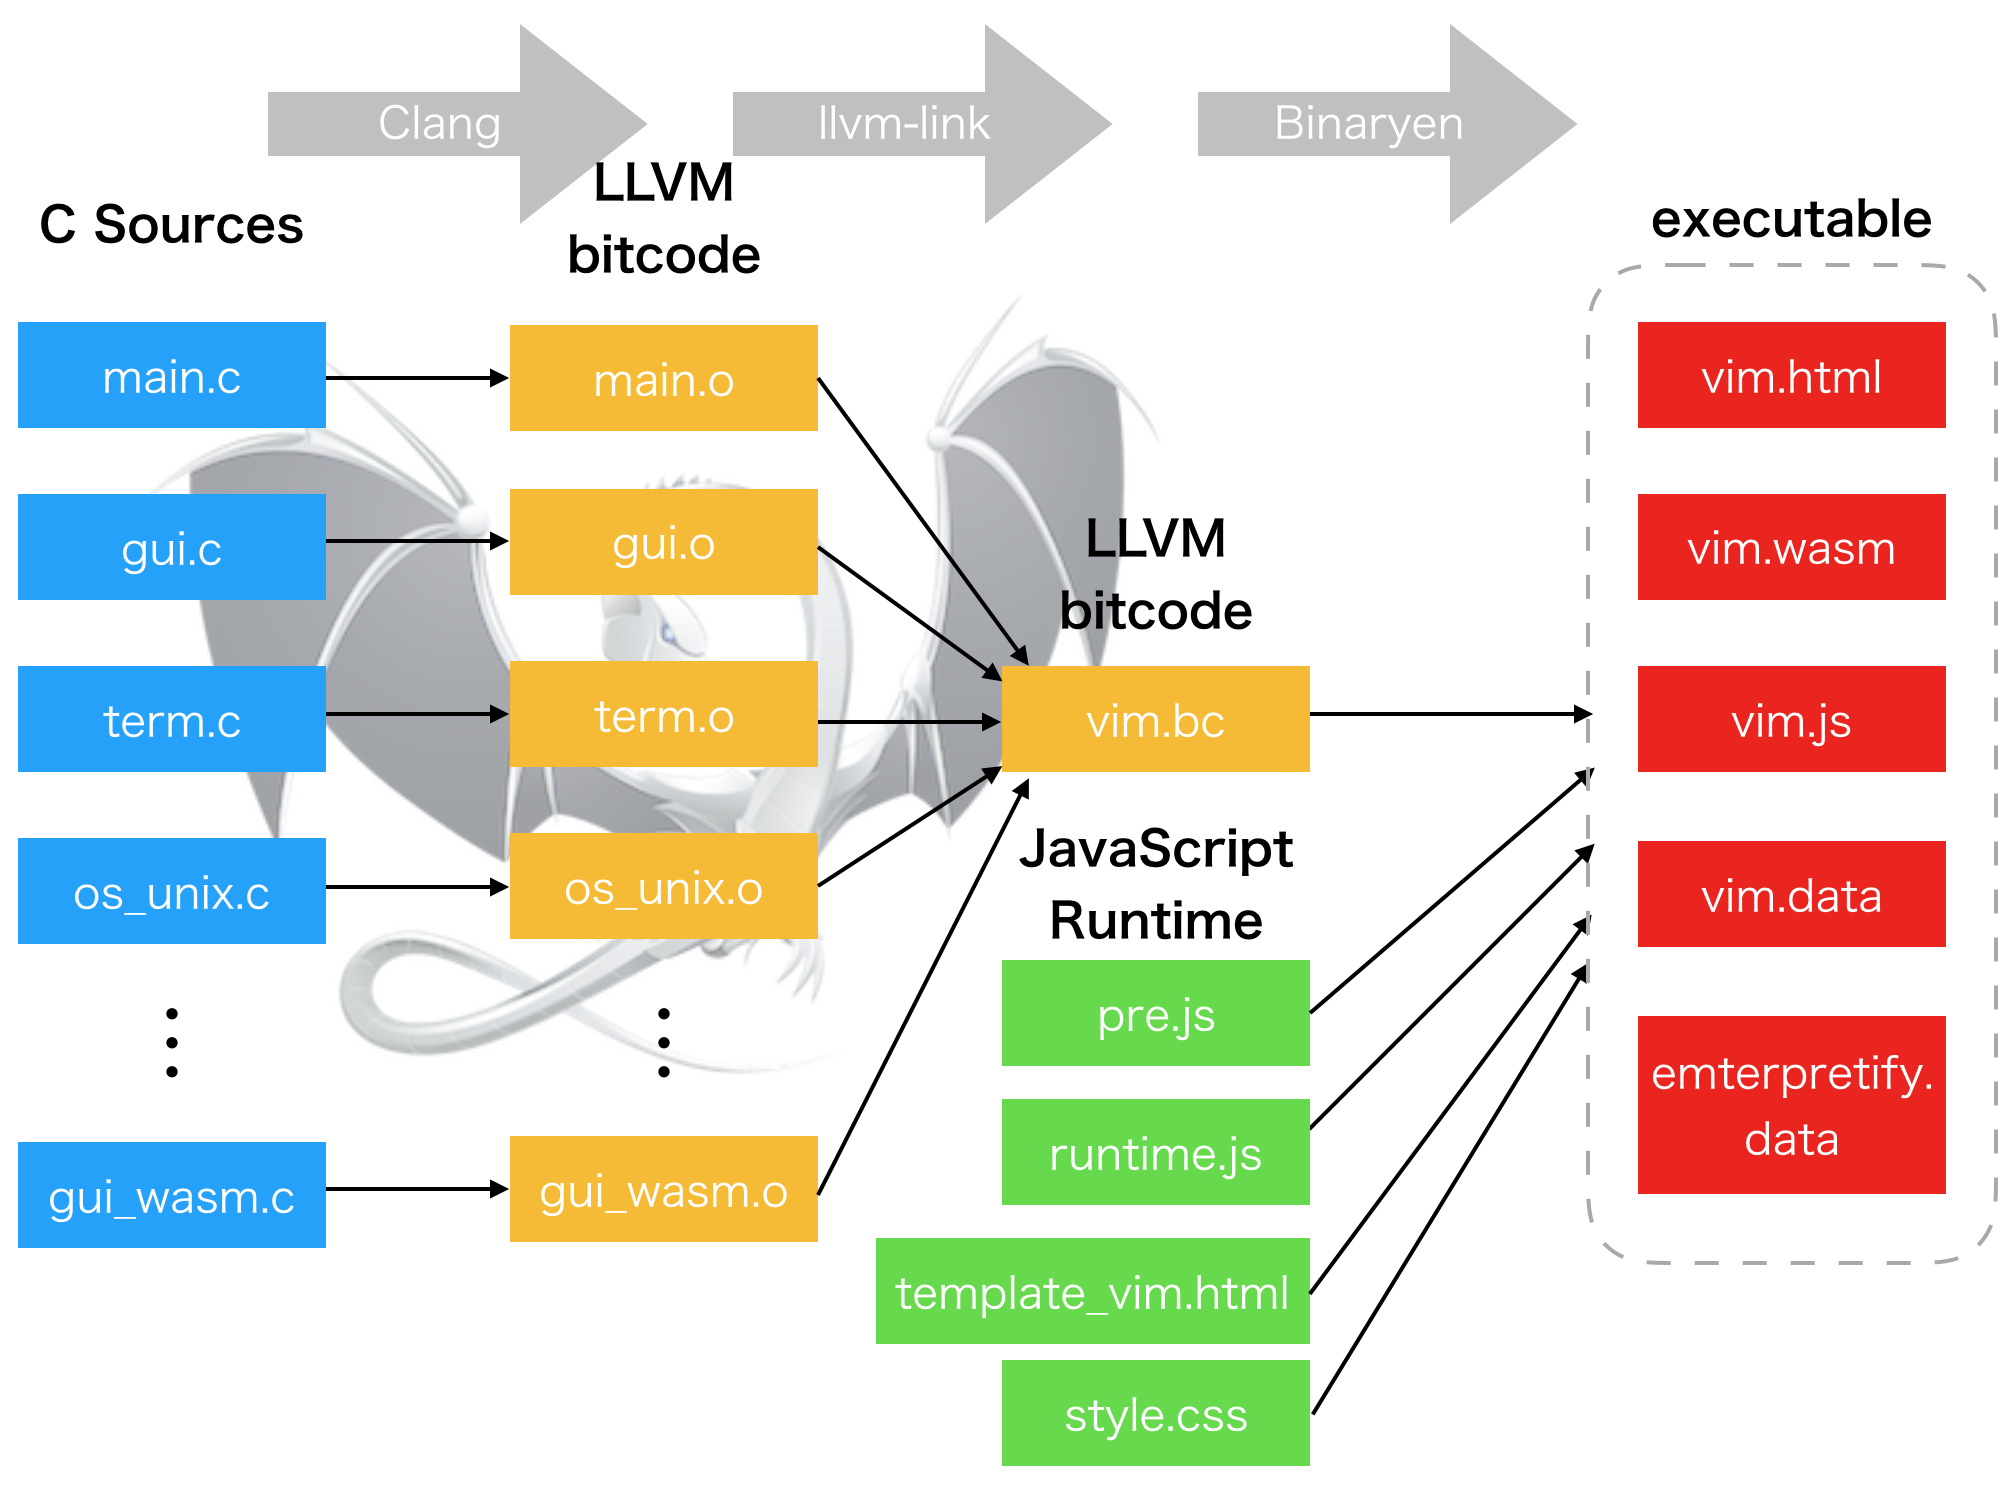 Clang
llvm-link
Binaryen
C Sources
LLVM
bitcode
executable
main.c
main.o
vim.html
gui.c
gui.o
LLVM
bitcode
vim.wasm
term.c
term.o
vim.bc
vim.js
os_unix.c
os_unix.o
JavaScript
Runtime
vim.data
pre.js
emterpretify.
data
gui_wasm.c
gui_wasm.o
runtime.js
template_vim.html
style.css